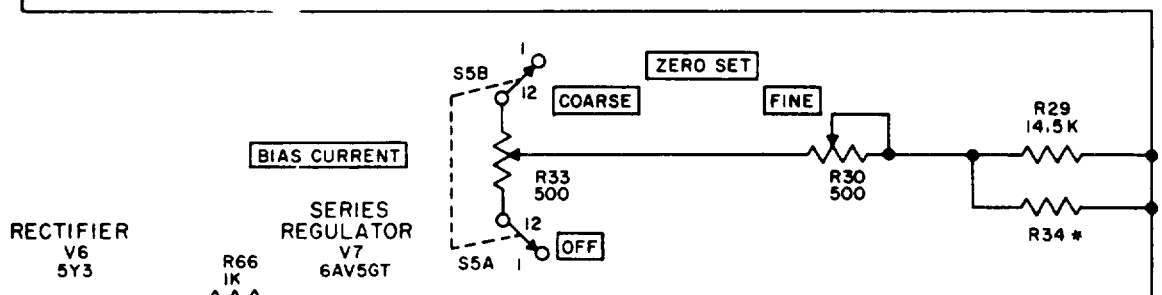 1
ZERO SET
S5B
12
COARSE
FINE
R29
14.5K
BIAS CURRENT
R33
500
R30
500
SERIES
REGULATOR
V7
6AV5GT
12
OFF
R34 *
RECTIFIER
V6
5Y3
S5A
1
R66
1K